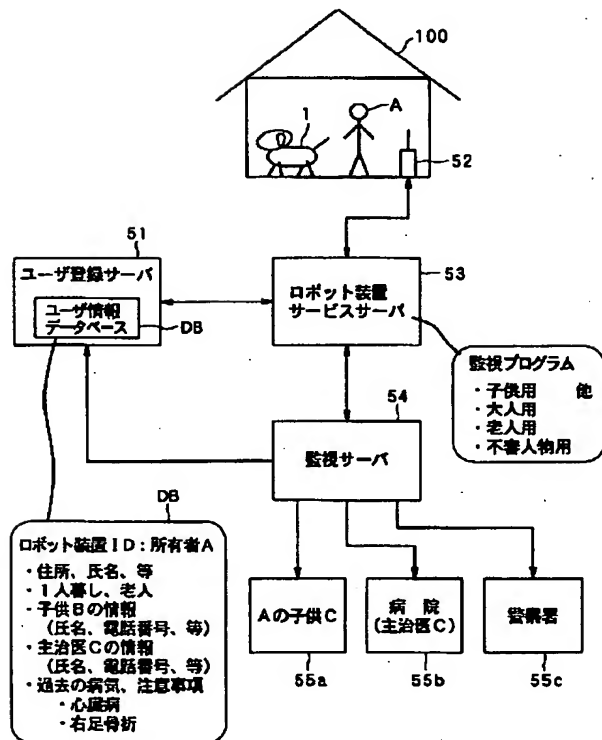 100
A
1
52
51
ユーザ登録サーバ
ユーザ情報
データベース
DB
53
ロボット装置
サービスサーバ
監視プログラム
・子供用 他
・大人用
・老人用
・不審人物用
54
監視サーバ
DB
ロボット装置ID:所有者A
・住所、氏名、等
・1人暮し、老人
・子供Bの情報
(氏名、電話番号、等)
・主治医Cの情報
(氏名、電話番号、等)
・過去の病気、注意事項
・心臓病
・右足骨折
Aの子供C
55a
病 院
(主治医C)
55b
警察署
55c